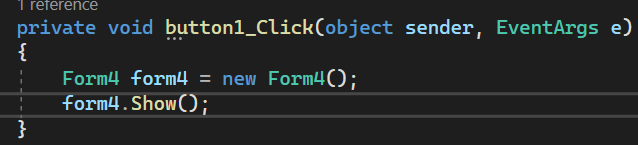 1 reference
private void button1_Click(object sender, EventArgs e)
{
Form4 form4 = new Form4();
form4.Show();
}